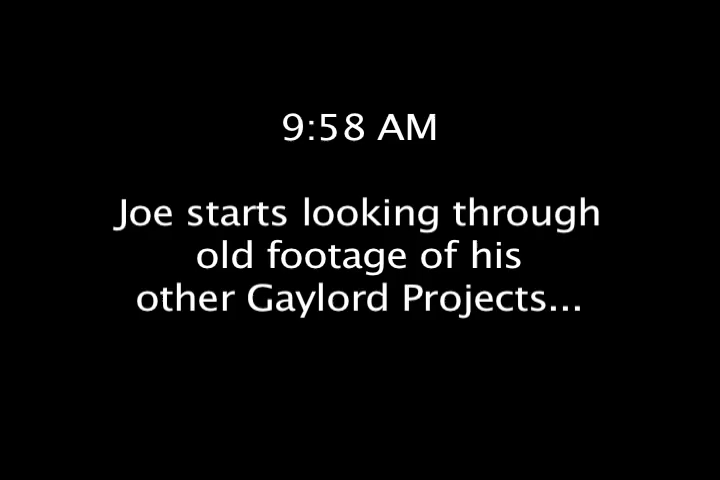 9:58 AM
Joe starts looking through
old footage of his
other Gaylord Projects...